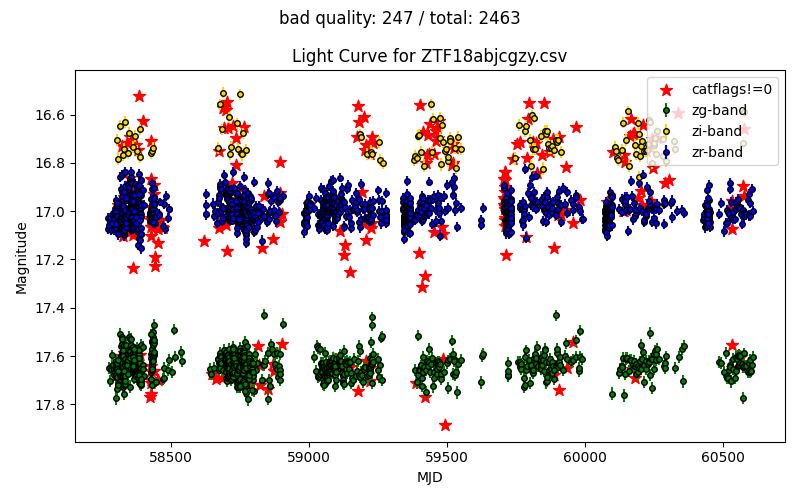 bad quality: 247 / total: 2463
Light Curve for ZTF18abjcgzy.csv
catflags!=0
zg-band
zi-band
zr-band
Magnitude
16.6
16.8
17.0
17.2
17.4
17.6
17.8
58500
59000
59500
60000
60500
MJD